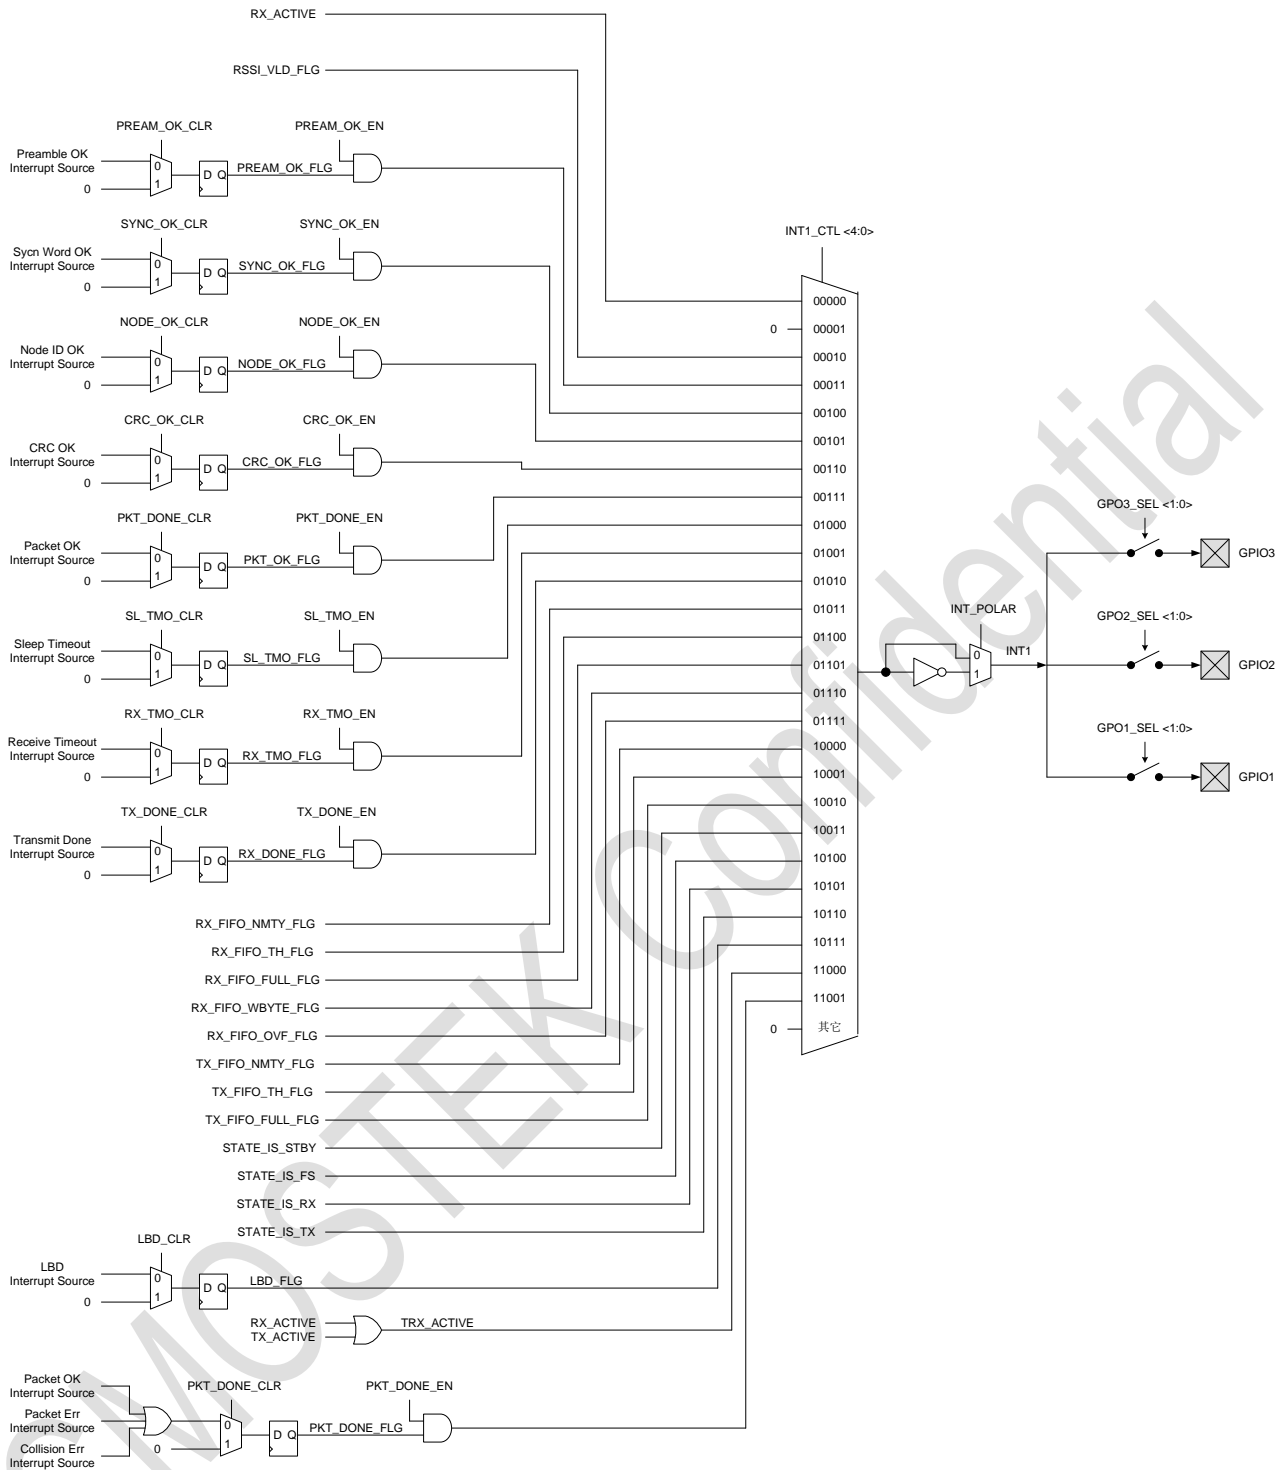 RX_ACTIVE
RSSI_VLD_FLG
PREAM_OK_CLR
PREAM_OK_EN
Preamble OK
Interrupt Source
0
0
1
D Q
PREAM_OK_FLG
SYNC_OK_CLR
SYNC_OK_EN
Sycn Word OK
Interrupt Source
0
0
1
D Q
SYNC_OK_FLG
NODE_OK_CLR
NODE_OK_EN
Node ID OK
Interrupt Source
0
0
1
D Q
NODE_OK_FLG
CRC_OK_CLR
CRC_OK_EN
CRC OK
Interrupt Source
0
0
1
D Q
CRC_OK_FLG
PKT_DONE_CLR
PKT_DONE_EN
Packet OK
Interrupt Source
0
0
1
D Q
PKT_OK_FLG
SL_TMO_CLR
SL_TMO_EN
Sleep Timeout
Interrupt Source
0
0
1
D Q
SL_TMO_FLG
RX_TMO_CLR
RX_TMO_EN
Receive Timeout
Interrupt Source
0
0
1
D Q
RX_TMO_FLG
TX_DONE_CLR
TX_DONE_EN
Transmit Done
Interrupt Source
0
0
1
D Q
RX_DONE_FLG
RX_FIFO_NMTY_FLG
RX_FIFO_TH_FLG
RX_FIFO_FULL_FLG
RX_FIFO_WBYTE_FLG
RX_FIFO_OVF_FLG
TX_FIFO_NMTY_FLG
TX_FIFO_TH_FLG
TX_FIFO_FULL_FLG
STATE_IS_STBY
STATE_IS_FS
STATE_IS_RX
STATE_IS_TX
LBD_CLR
LBD
Interrupt Source
0
0
1
D Q
LBD_FLG
RX_ACTIVE
TX_ACTIVE
TRX_ACTIVE
Packet OK
Interrupt Source
Packet Err
Interrupt Source
Collision Err
Interrupt Source
PKT_DONE_CLR
PKT_DONE_EN
0
0
1
D Q
PKT_DONE_FLG
INT1_CTL <4:0>
00000
0
00001
00010
00011
00100
00101
00110
00111
01000
01001
01010
01011
01100
01101
01110
01111
10000
10001
10010
10011
10100
10101
10110
10111
11000
11001
0
其它
INT_POLAR
0
1
INT1
GPO3_SEL <1:0>
GPIO3
GPO2_SEL <1:0>
GPIO2
GPO1_SEL <1:0>
GPIO1
CMOSTEK Confidential